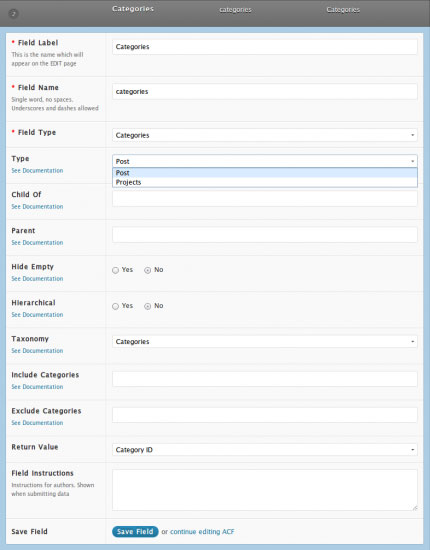 2 Categories categories Categories
* Field Label
This is the name which will
appear on the EDIT page
Categories
* Field Name
Single word, no spaces.
Underscores and dashes allowed
categories
* Field Type
Categories
Type
See Documentation
Post
Post
Projects
Child Of
See Documentation
Parent
See Documentation
Hide Empty
See Documentation
Yes No
Hierarchical
See Documentation
Yes No
Taxonomy
See Documentation
Categories
Include Categories
See Documentation
Exclude Categories
See Documentation
Return Value
Category ID
Field Instructions
Instructions for authors. Shown
when submitting data
Save Field
Save Field or continue editing ACF